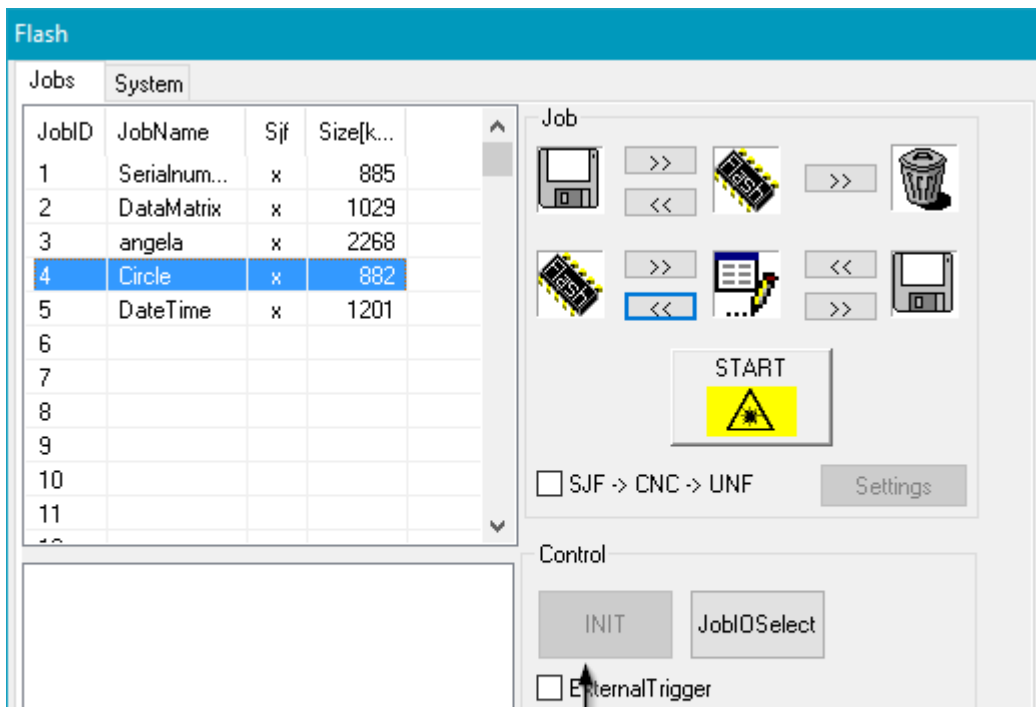 Flash
Jobs System
JobID JobName Sjf Size[k...
1 Serialnum... x 885
2 DataMatrix x 1029
3 angela x 2268
4 Circle x 882
5 DateTime x 1201
6
7
8
9
10
11
Job
>> >>
<<
Flash
>> <<
<< >>
Flash
START
SJF -> CNC -> UNF Settings
Control
INIT JobIOSelect
ExternalTrigger